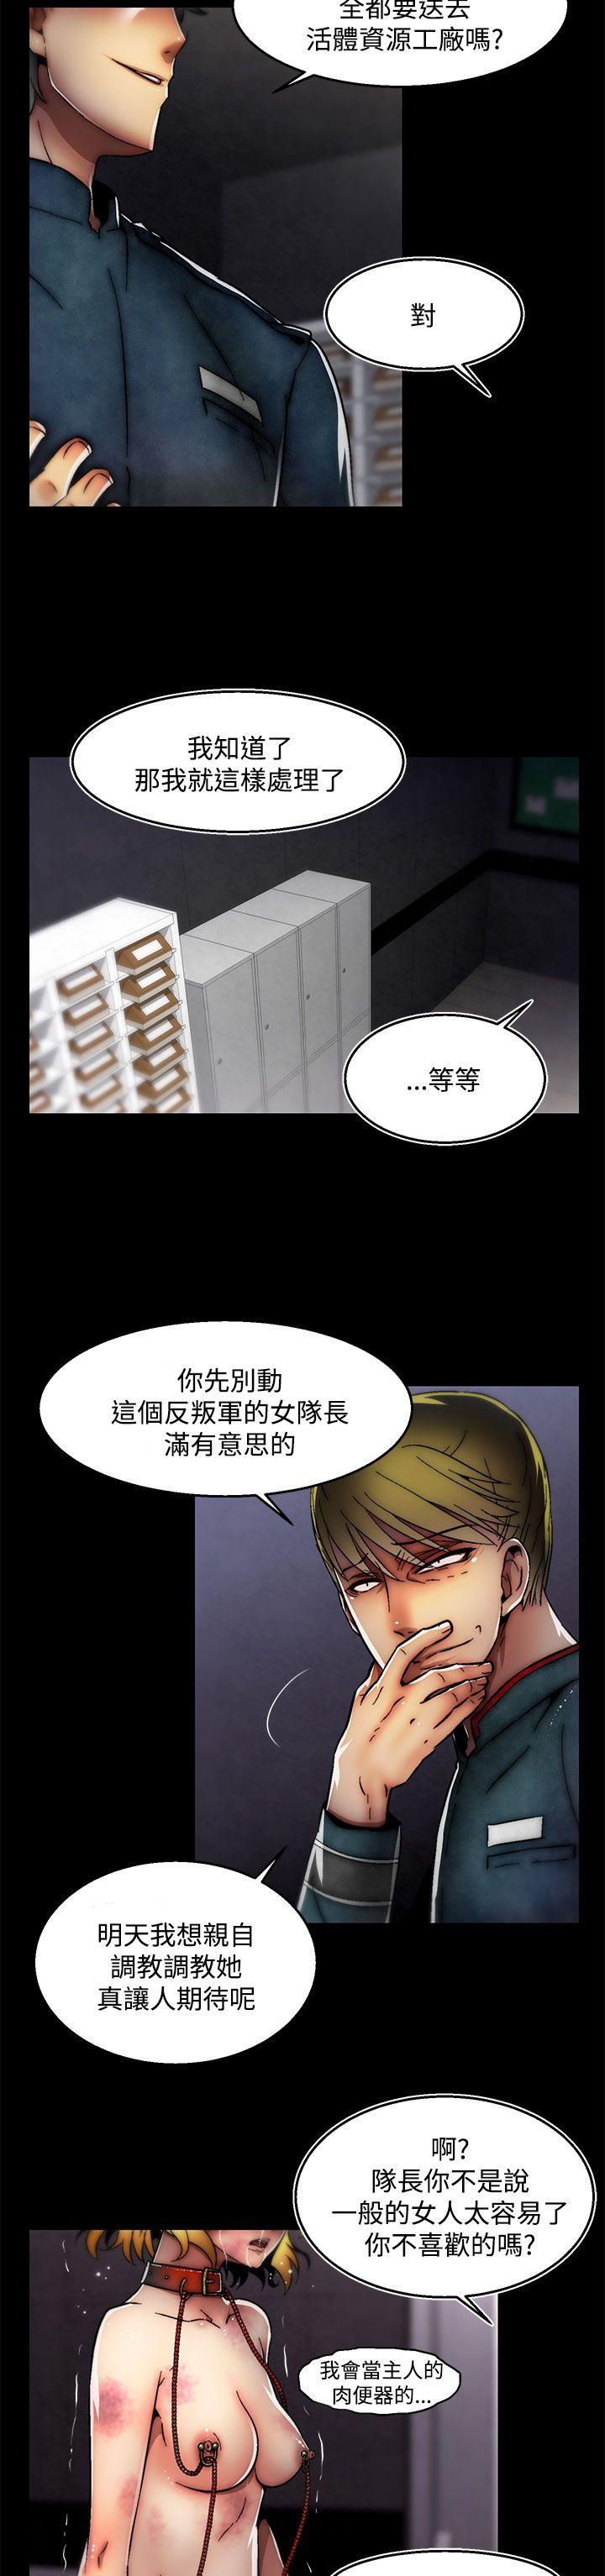 全都要送去
活體資源工廠嗎?
對
我知道了
那我就這樣處理了
...等等
你先別動
這個反叛軍的女隊長
滿有意思的
明天我想親自
調教調教她
真讓人期待呢
啊?
隊長你不是說
一般的女人太容易了
你不喜歡的嗎?
我會當主人的
肉便器的...